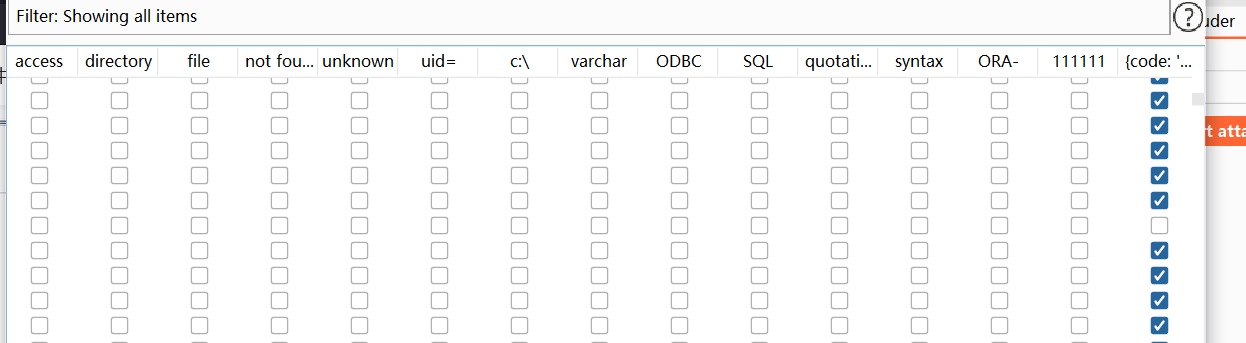 Filter: Showing all items
?
uder
access directory file not fou... unknown uid= c:\ varchar ODBC SQL quotati... syntax ORA- 111111 {code: '...
t atta